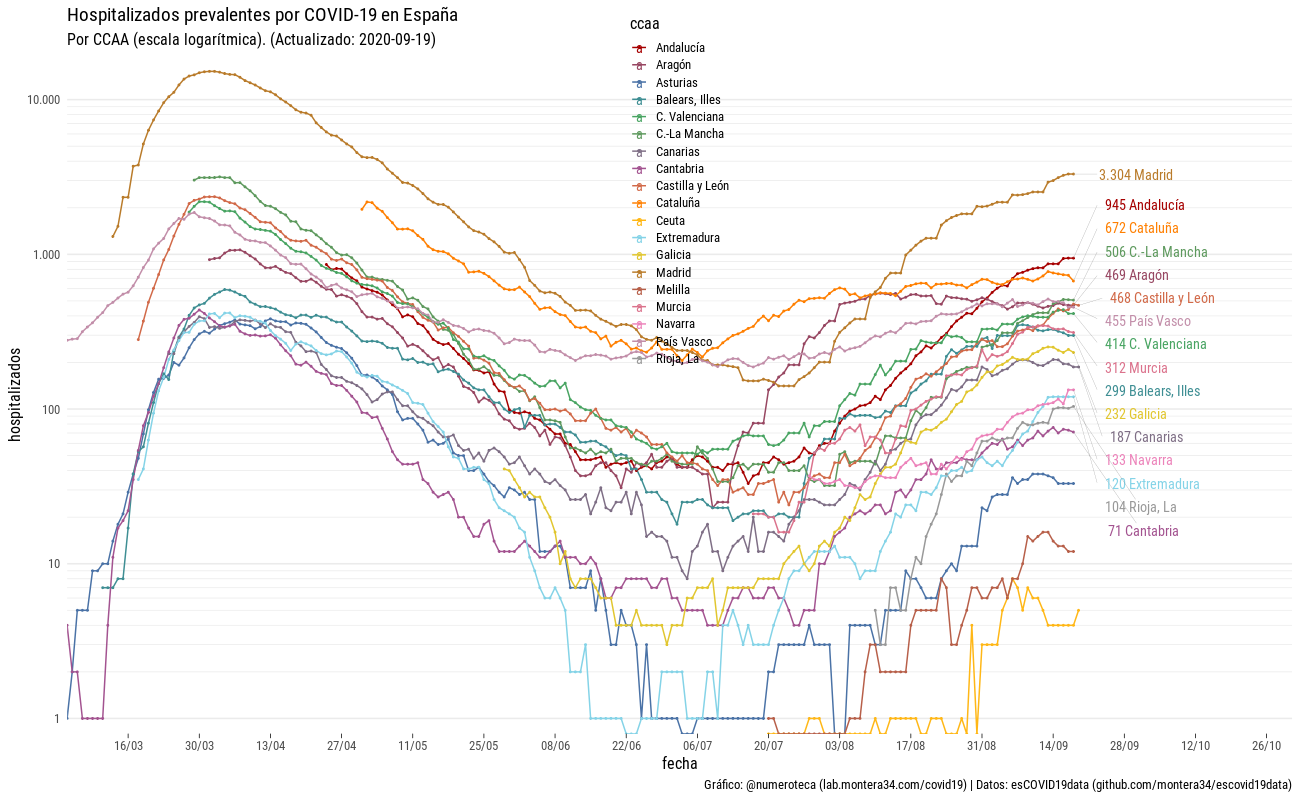 Hospitalizados prevalentes por COVID-19 en España
Por CCAA (escala logarítmica). (Actualizado: 2020-09-19)
ccaa
Andalucía
Aragón
Asturias
Balears, Illes
C. Valenciana
C.-La Mancha
Canarias
Cantabria
Castilla y León
Cataluña
Ceuta
Extremadura
Galicia
Madrid
Melilla
Murcia
Navarra
País Vasco
Rioja, La
hospitalizados
10.000
1.000
100
10
1
3.304 Madrid
945 Andalucía
672 Cataluña
506 C.-La Mancha
469 Aragón
468 Castilla y León
455 País Vasco
414 C. Valenciana
312 Murcia
299 Balears, Illes
232 Galicia
187 Canarias
133 Navarra
120 Extremadura
104 Rioja, La
71 Cantabria
16/03 30/03 13/04 27/04 11/05 25/05 08/06 22/06 06/07 20/07 03/08 17/08 31/08 14/09 28/09 12/10 26/10
fecha
Gráfico: @numeroteca (lab.montera34.com/covid19) | Datos: esCOVID19data (github.com/montera34/escovid19data)